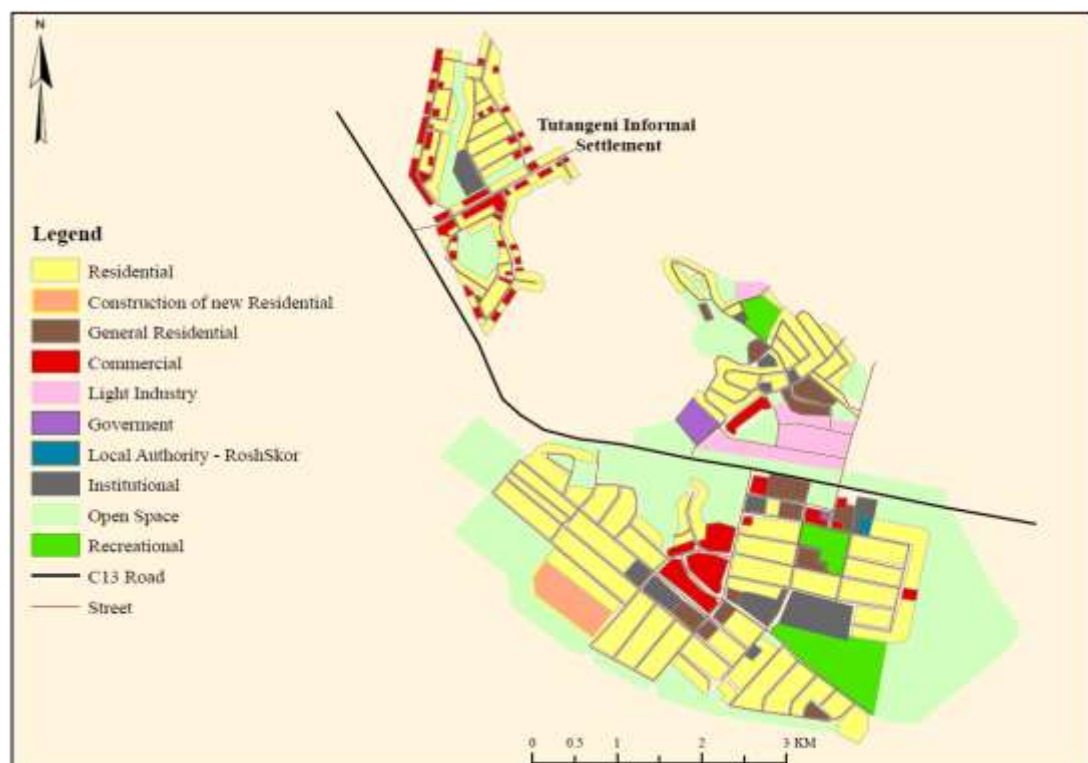 N
Tutangeni Informal
Settlement
Legend
Residential
Construction of new Residential
General Residential
Commercial
Light Industry
Goverment
Local Authority - RoshSkor
Institutional
Open Space
Recreational
C13 Road
Street
0 0.5 1 2 3 KM